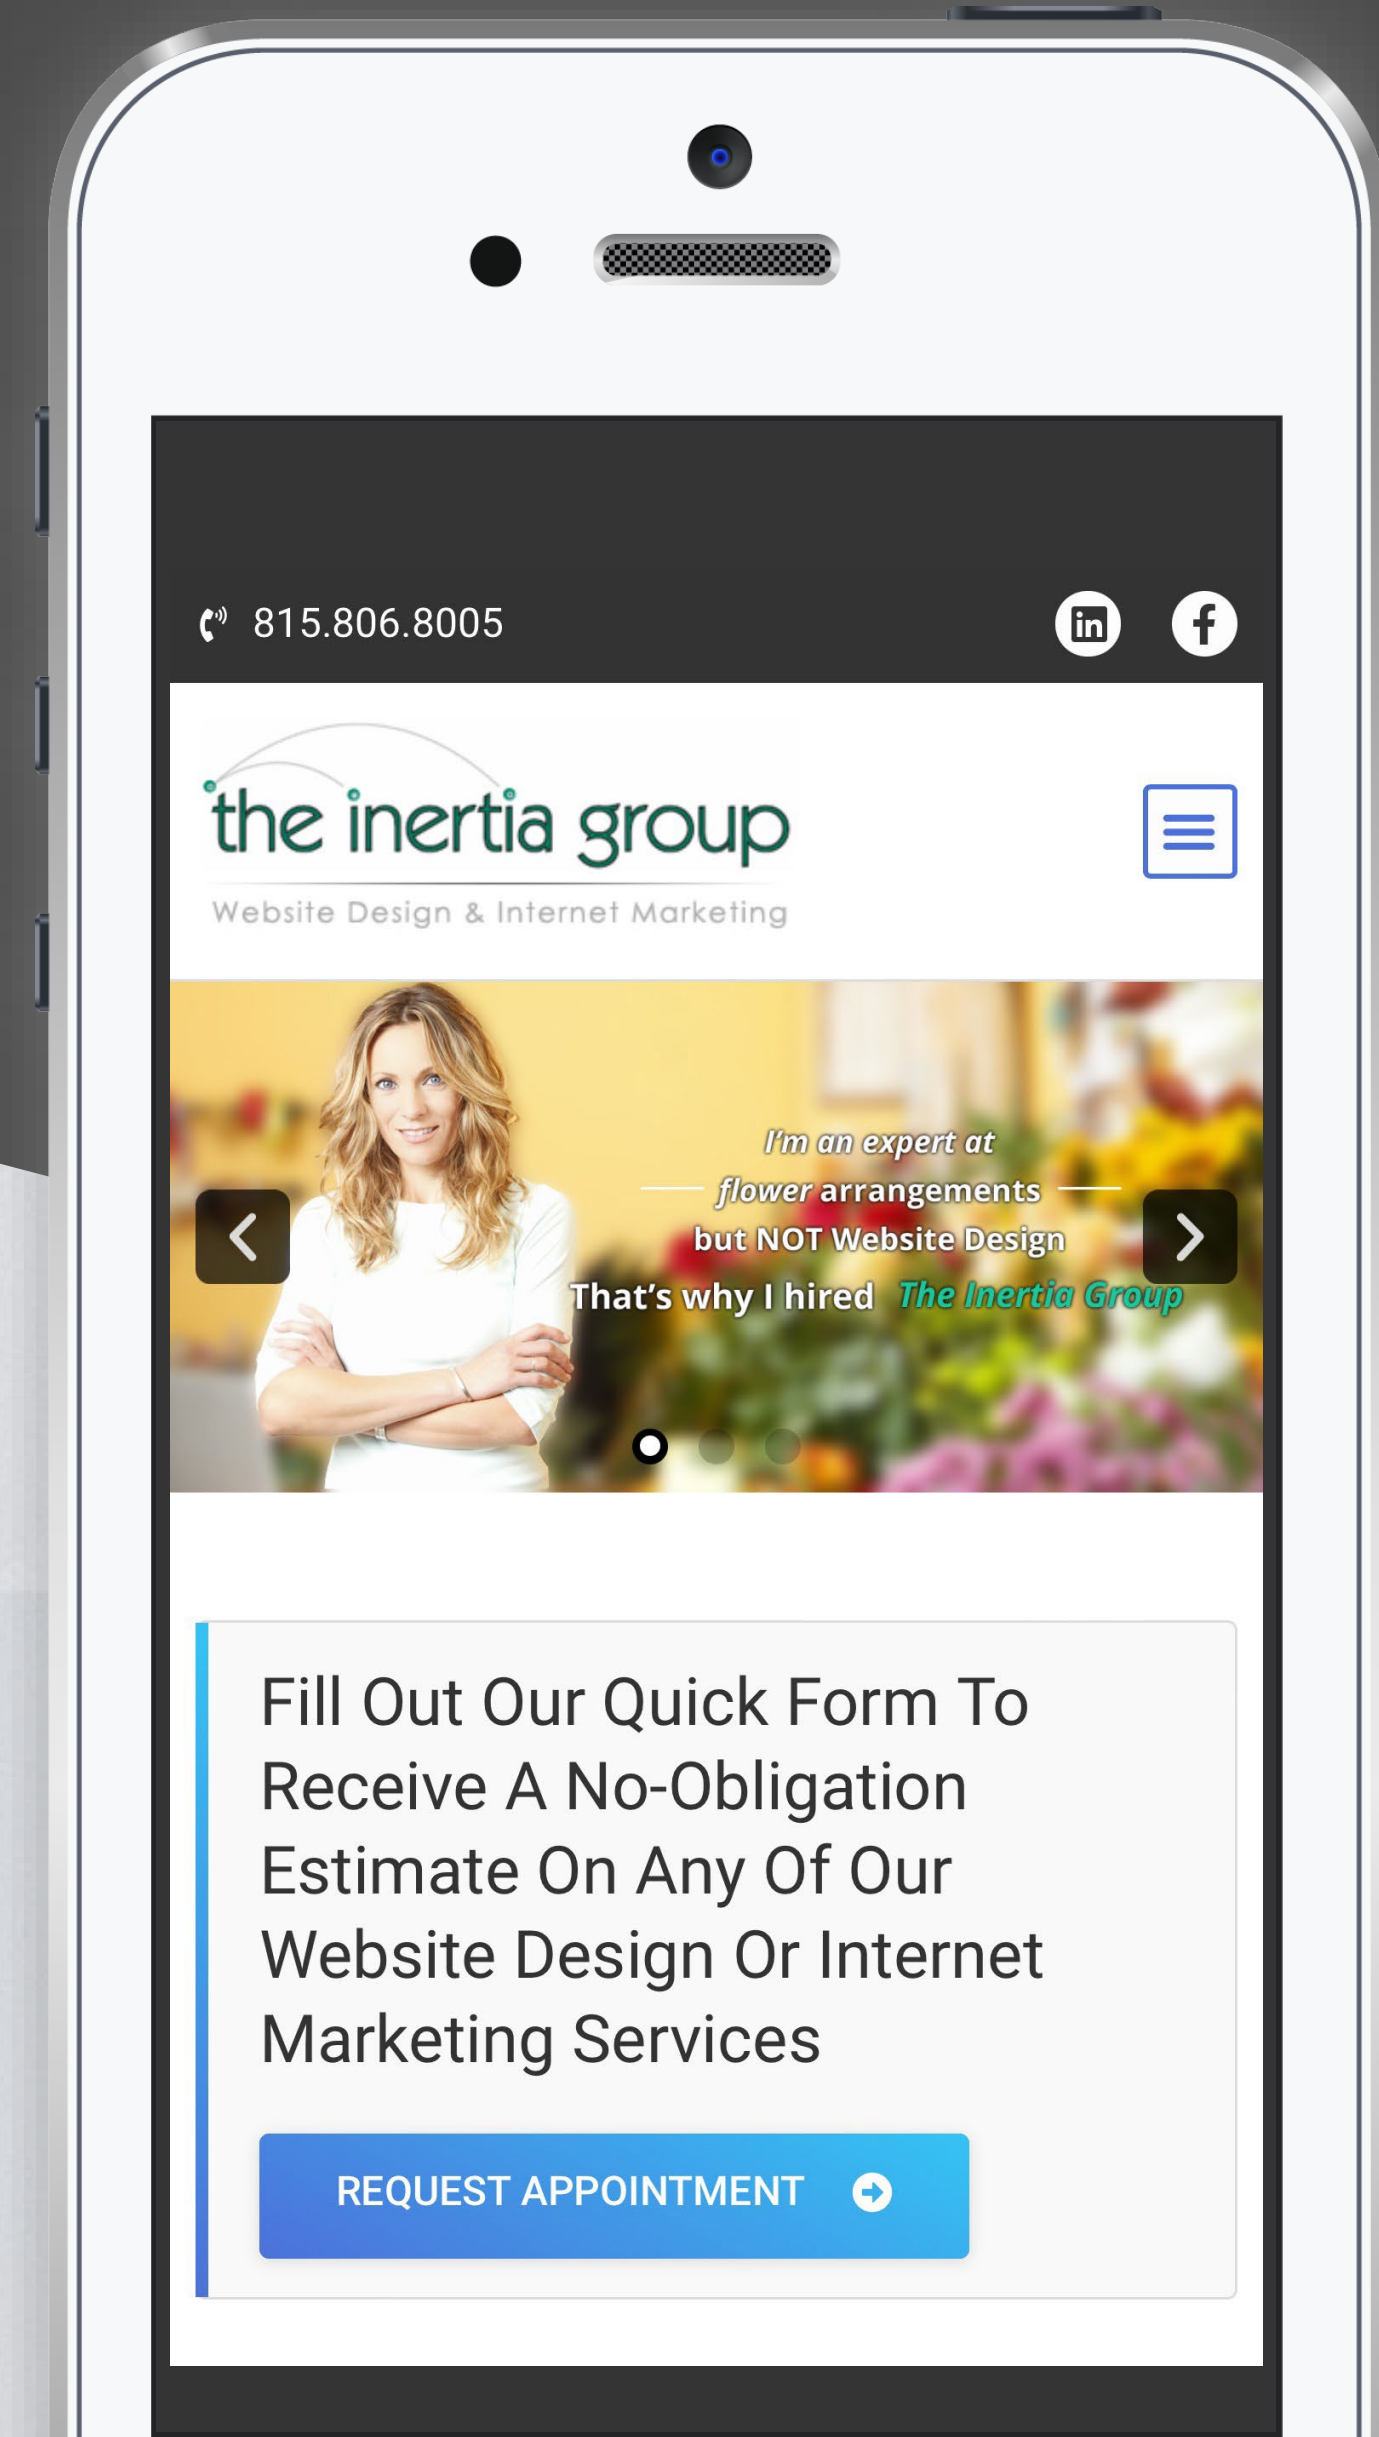 815.806.8005
the inertia group
Website Design & Internet Marketing
I'm an expert at
flower arrangements
but NOT Website Design
That's why I hired The Inertia Group
Fill Out Our Quick Form To
Receive A No-Obligation
Estimate On Any Of Our
Website Design Or Internet
Marketing Services
REQUEST APPOINTMENT